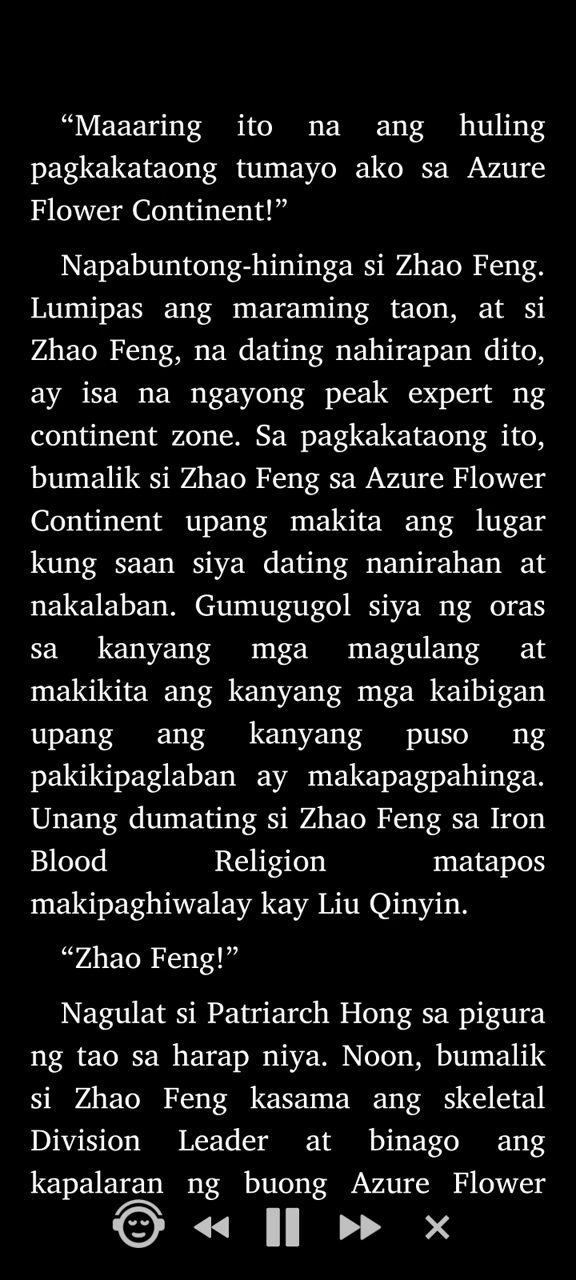 “Maaaring ito na ang huling
pagkakataong tumayo ako sa Azure
Flower Continent!”
Napabuntong-hininga si Zhao Feng.
Lumipas ang maraming taon, at si
Zhao Feng, na dating nahirapan dito,
ay isa na ngayong peak expert ng
continent zone. Sa pagkakataong ito,
bumalik si Zhao Feng sa Azure Flower
Continent upang makita ang lugar
kung saan siya dating nanirahan at
nakalaban. Gumugugol siya ng oras
sa kanyang mga magulang at
makikita ang kanyang mga kaibigan
upang ang kanyang puso ng
pakikipaglaban ay makapagpahinga.
Unang dumating si Zhao Feng sa Iron
Blood Religion matapos
makipaghiwalay kay Liu Qinyin.
“Zhao Feng!”
Nagulat si Patriarch Hong sa pigura
ng tao sa harap niya. Noon, bumalik
si Zhao Feng kasama ang skeletal
Division Leader at binago ang
kapalaran ng buong Azure Flower